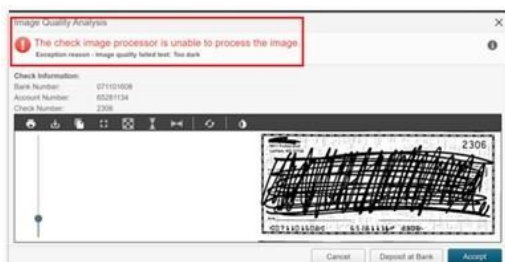 Image Quality Analysis
The check image processor is unable to process the image.
Exception reason - Image quality failed test: Too dark
Check Information:
Bank Number: 071101608
Account Number: 65281134
Check Number: 2306
2306
Cancel
Deposit at Bank
Accept